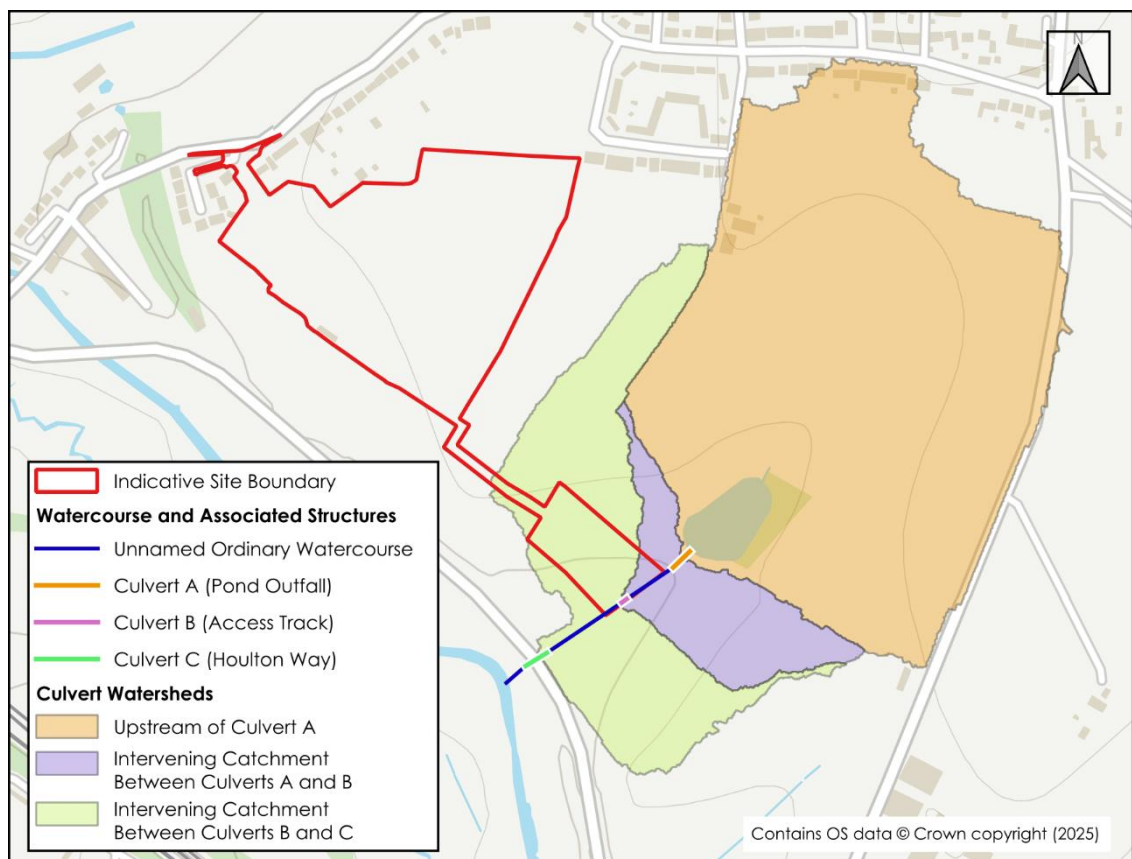 N
Indicative Site Boundary
Watercourse and Associated Structures
Unnamed Ordinary Watercourse
Culvert A (Pond Outfall)
Culvert B (Access Track)
Culvert C (Houlton Way)
Culvert Watersheds
Upstream of Culvert A
Intervening Catchment
Between Culverts A and B
Intervening Catchment
Between Culverts B and C
Contains OS data © Crown copyright (2025)